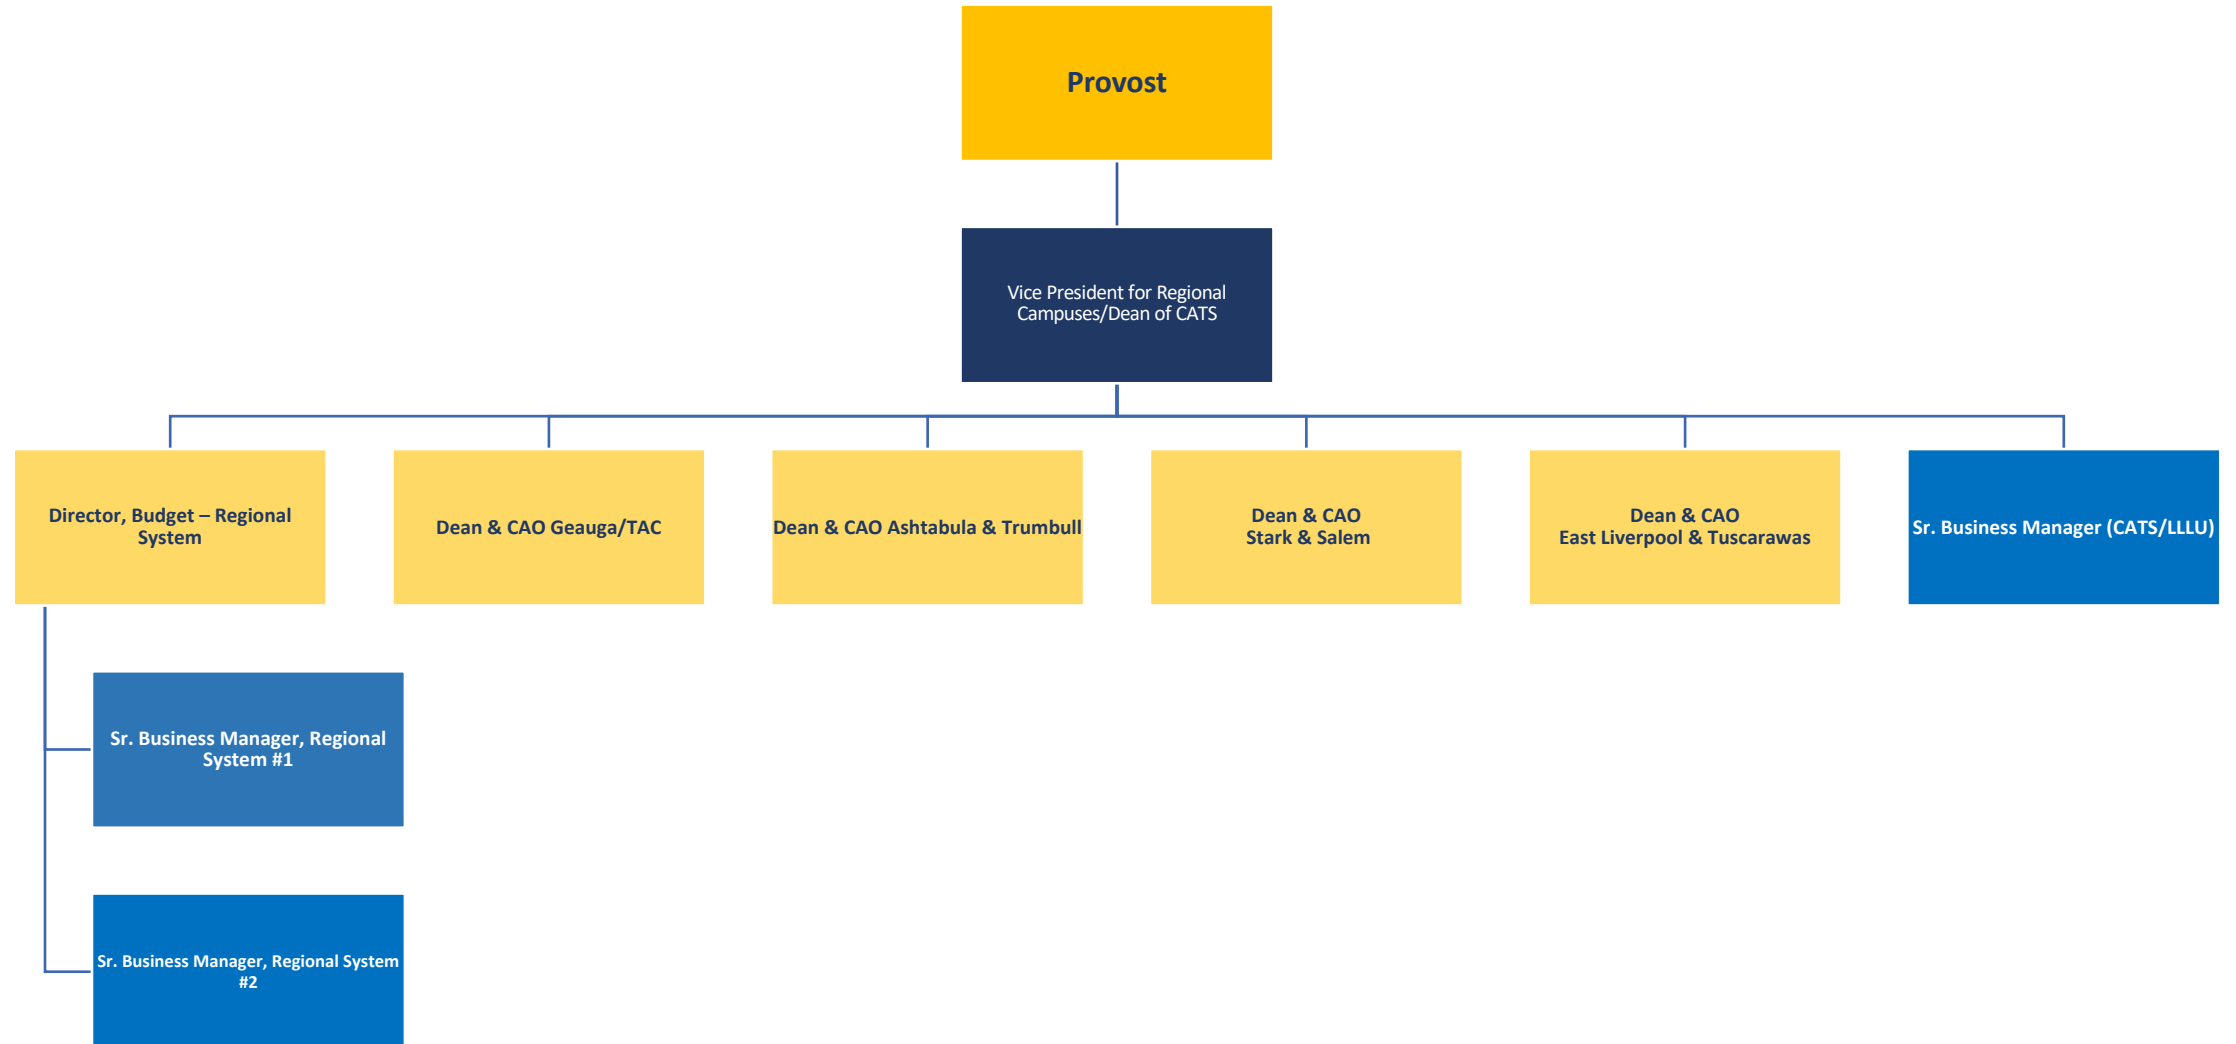 Provost
Vice President for Regional
Campuses/Dean of CATS
Director, Budget – Regional
System
Dean & CAO Geauga/TAC
Dean & CAO Ashtabula & Trumbull
Dean & CAO
Stark & Salem
Dean & CAO
East Liverpool & Tuscarawas
Sr. Business Manager (CATS/LLLU)
Sr. Business Manager, Regional
System #1
Sr. Business Manager, Regional System
#2